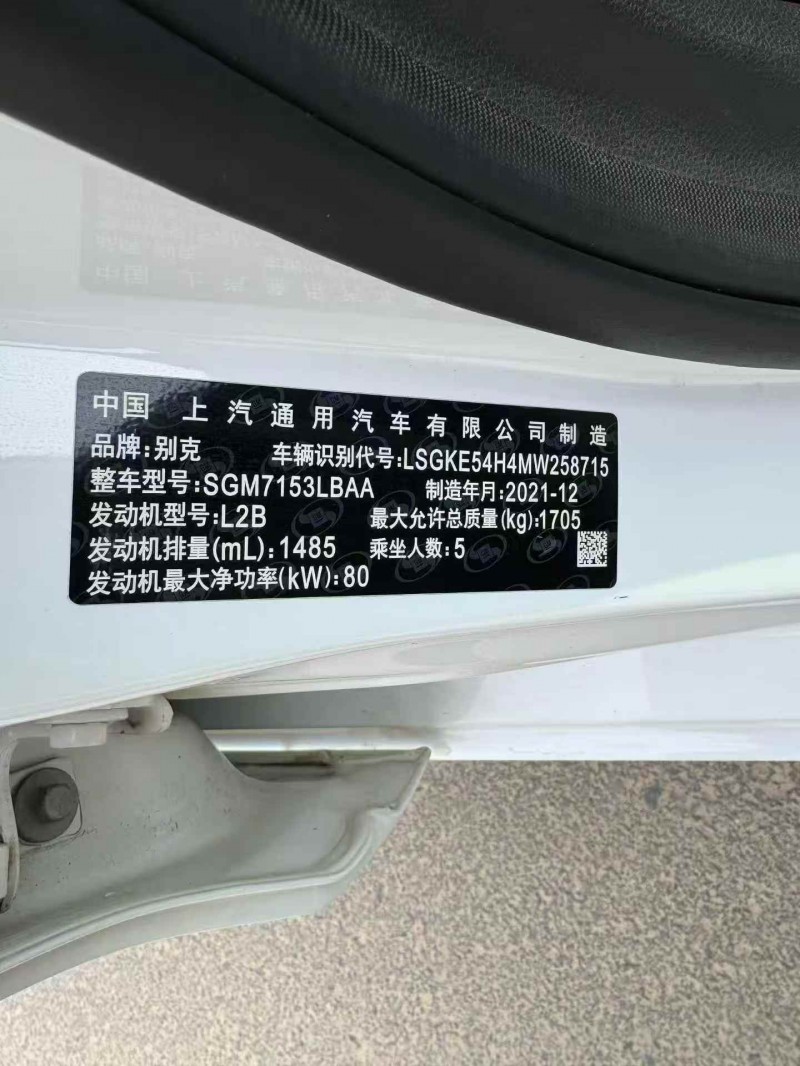 中国 上汽通用汽车有限公司制造
品牌:别克 车辆识别代号:LSGKE54H4MW258715
整车型号:SGM7153LBAA 制造年月:2021-12
发动机型号:L2B 最大允许总质量(kg):1705
发动机排量(mL):1485 乘坐人数:5
发动机最大净功率(kW):80